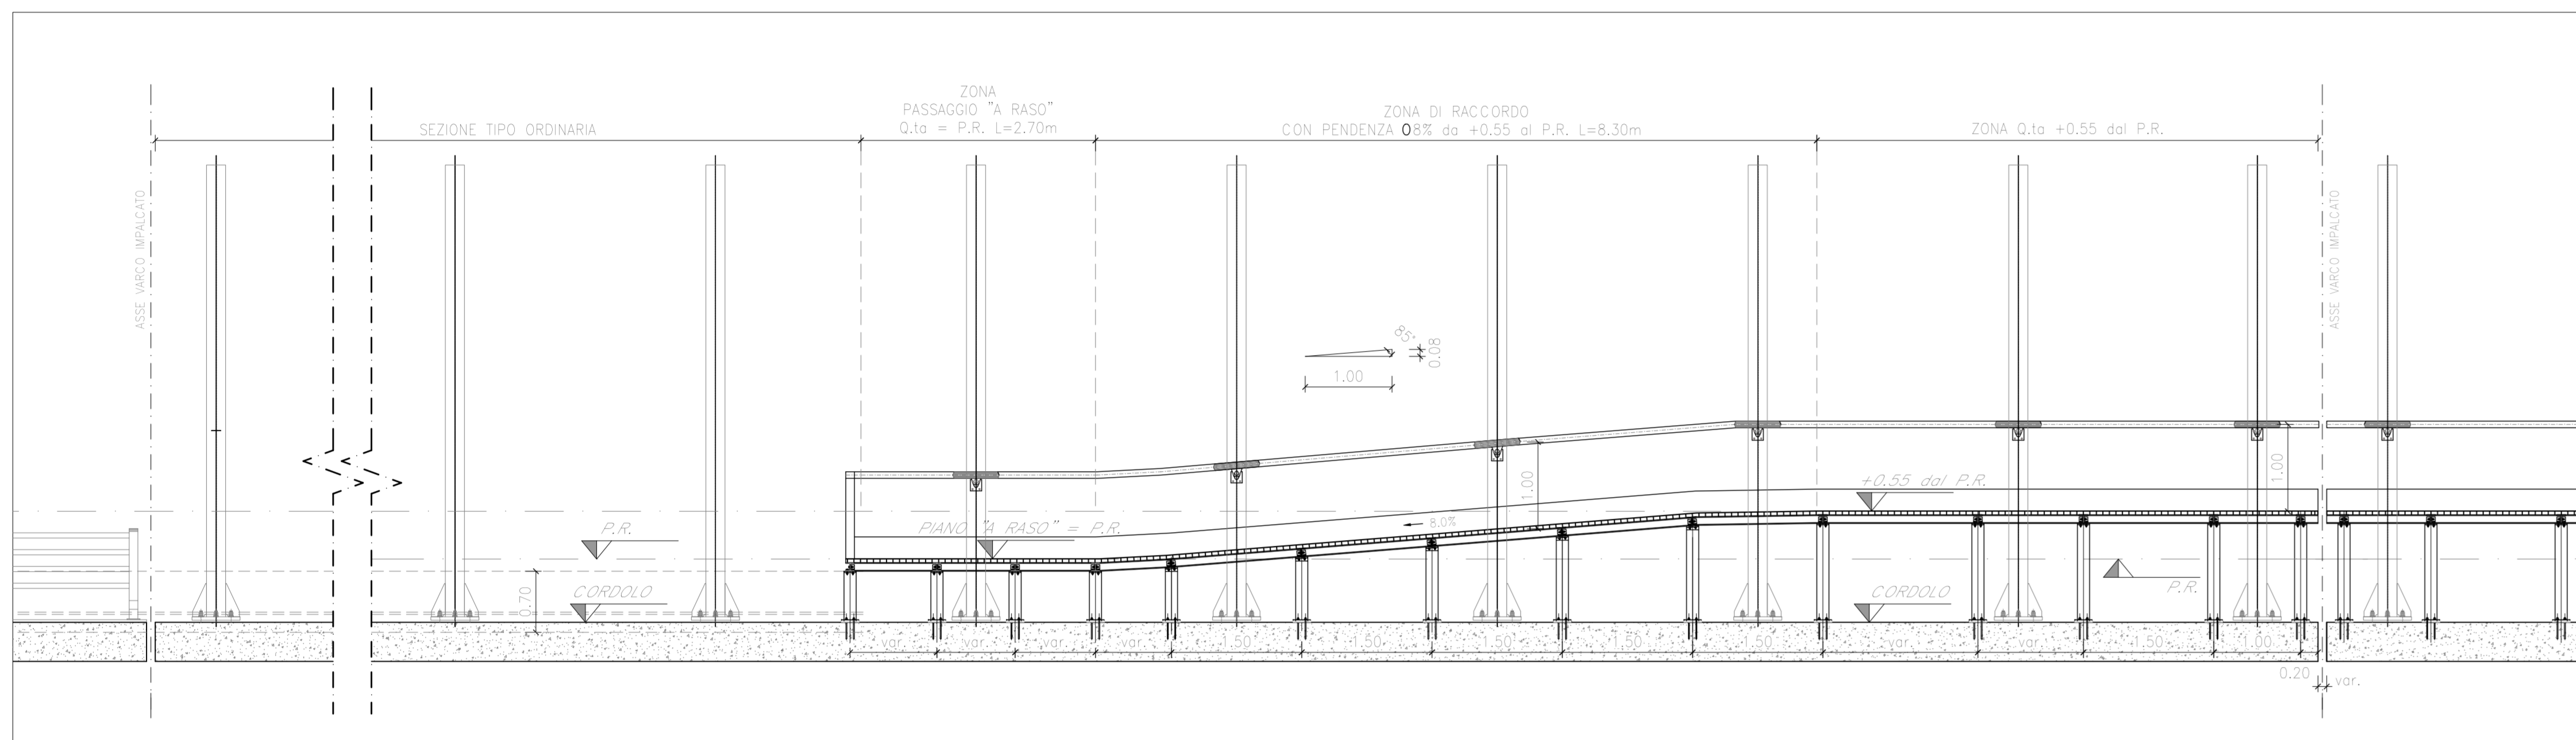 ZONA
PASSAGGIO "A RASO"
Q.ta = P.R. L=2.70m
ZONA DI RACCORDO
CON PENDENZA 08% da +0.55 al P.R. L=8.30m
SEZIONE TIPO ORDINARIA
ZONA Q.ta +0.55 dal P.R.
ASSE VARCO IMPALCATO
ASSE VARCO IMPALCATO
85°
0.08
1.00
1.00
1.00
+0.55 dal P.R.
8.0%
P.R.
PIANO "A RASO" = P.R.
0.70
CORDOLO
CORDOLO
P.R.
var. var. var. var. 1.50 1.50 1.50 1.50 1.50 var. var. 1.50 1.00
0.20
var.